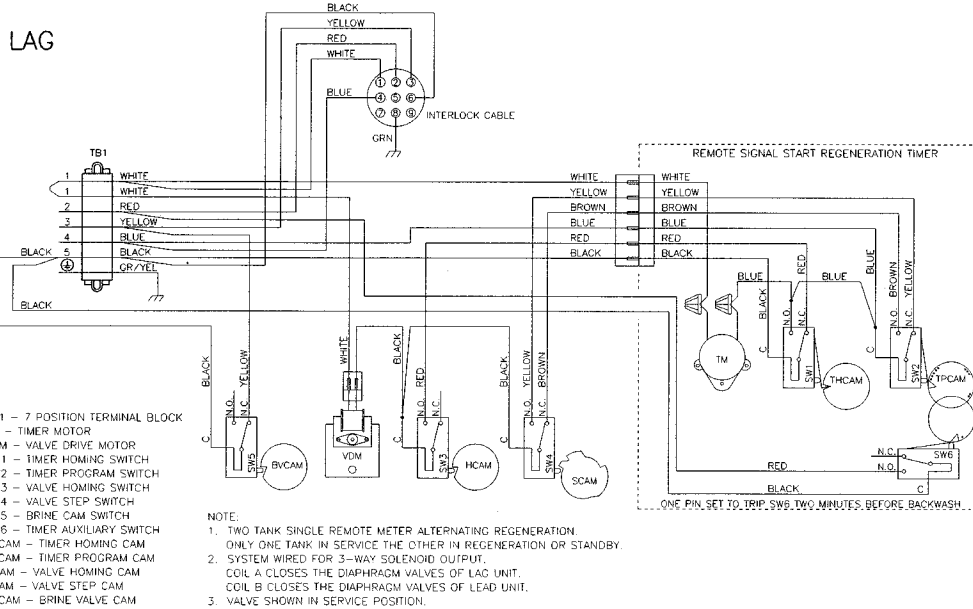 LAG
BLACK
YELLOW
RED
WHITE
BLUE
1 2 3
4 5 6
7 8 9
INTERLOCK CABLE
GRN
TB1
1 WHITE
1 WHITE
2 RED
3 YELLOW
4 BLUE
BLACK 5 BLACK
GR/YEL
BLACK
REMOTE SIGNAL START REGENERATION TIMER
WHITE WHITE
YELLOW YELLOW
BROWN BROWN
BLUE BLUE
RED RED
BLACK BLACK
BLUE
BLACK
RED
BLUE
BLUE
BROWN
YELLOW
N.O.
N.C.
C
SW1
TM
THCAM
N.O.
N.C.
C
SW2
TPCAM
BLACK
YELLOW
N.O.
N.C.
C
SW5
BVCAM
WHITE
VDM
BLACK
RED
N.O.
N.C.
C
SW3
HCAM
BLACK
YELLOW
BROWN
N.O.
N.C.
C
SW4
SCAM
N.C.
SW6
RED N.O.
BLACK C
ONE PIN SET TO TRIP SW6 TWO MINUTES BEFORE BACKWASH
1 – 7 POSITION TERMINAL BLOCK
– TIMER MOTOR
M – VALVE DRIVE MOTOR
1 – TIMER HOMING SWITCH
2 – TIMER PROGRAM SWITCH
3 – VALVE HOMING SWITCH
4 – VALVE STEP SWITCH
5 – BRINE CAM SWITCH
6 – TIMER AUXILIARY SWITCH
CAM – TIMER HOMING CAM
CAM – TIMER PROGRAM CAM
AM – VALVE HOMING CAM
AM – VALVE STEP CAM
CAM – BRINE VALVE CAM
NOTE:
1. TWO TANK SINGLE REMOTE METER ALTERNATING REGENERATION.
ONLY ONE TANK IN SERVICE THE OTHER IN REGENERATION OR STANDBY.
2. SYSTEM WIRED FOR 3-WAY SOLENOID OUTPUT.
COIL A CLOSES THE DIAPHRAGM VALVES OF LAG UNIT.
COIL B CLOSES THE DIAPHRAGM VALVES OF LEAD UNIT.
3. VALVE SHOWN IN SERVICE POSITION.